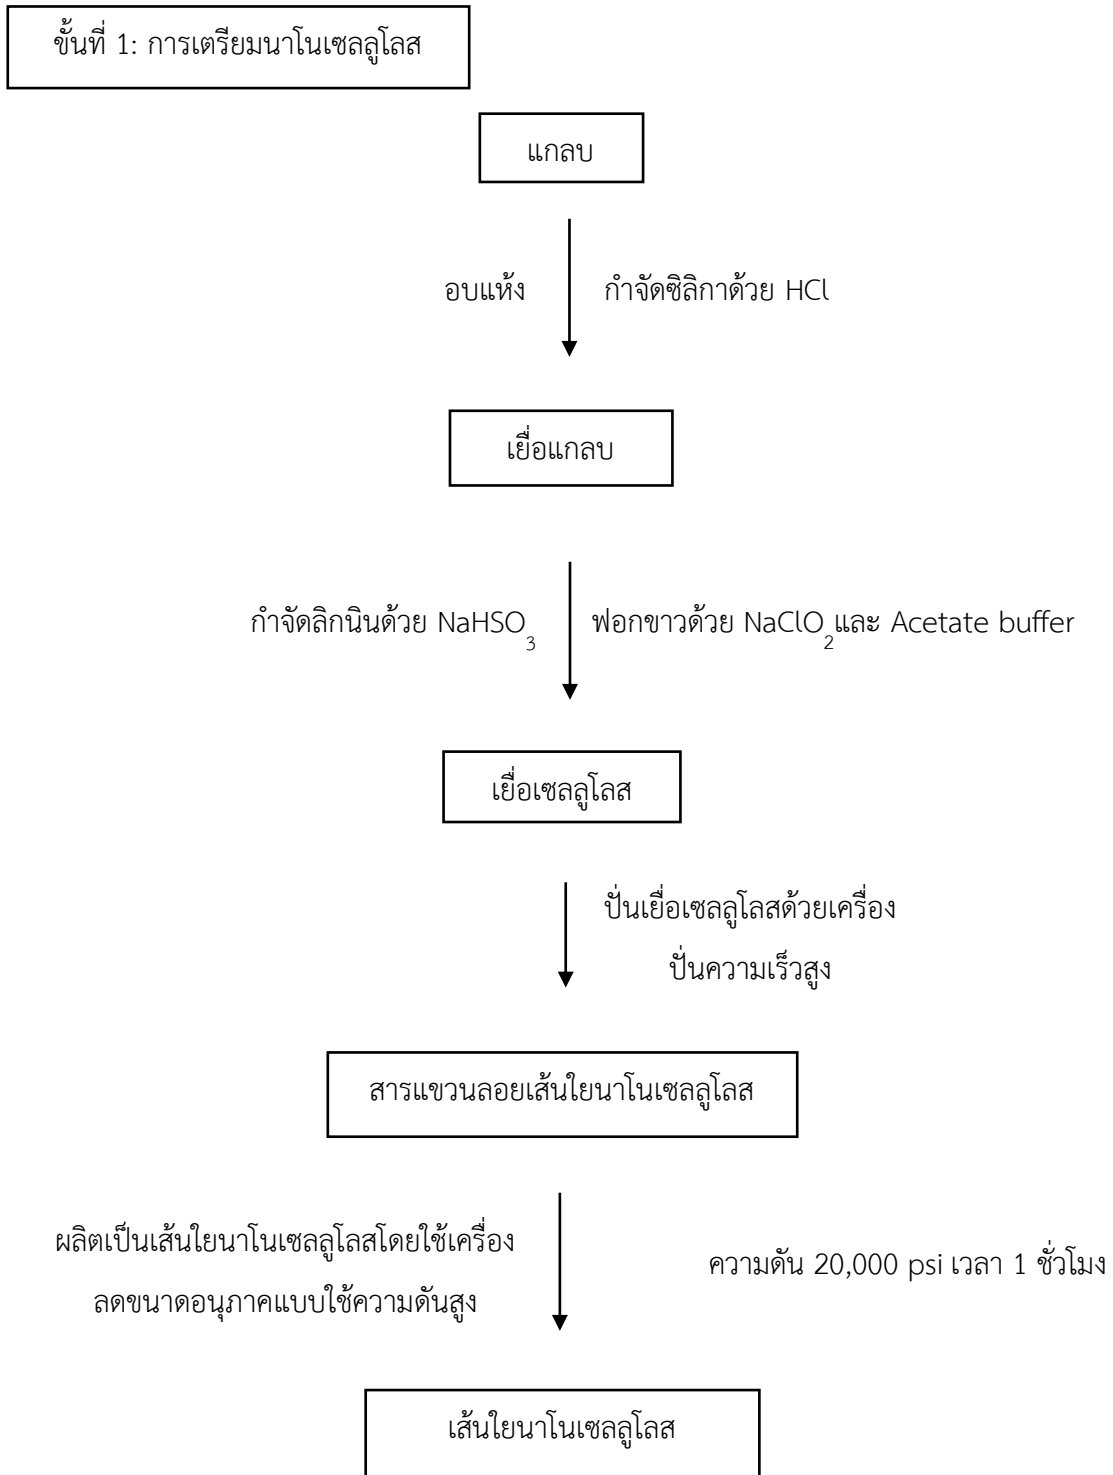 ขั้นที่ 1: การเตรียมนาโนเซลลูโลส
แกลบ
อบแห้ง
กำจัดซิลิกาด้วย HCl
เยื่อแกลบ
กำจัดลิกนินด้วย NaHSO3
ฟอกขาวด้วย NaClO2และ Acetate buffer
เยื่อเซลลูโลส
ปั่นเยื่อเซลลูโลสด้วยเครื่อง
ปั่นความเร็วสูง
สารแขวนลอยเส้นใยนาโนเซลลูโลส
ผลิตเป็นเส้นใยนาโนเซลลูโลสโดยใช้เครื่อง
ลดขนาดอนุภาคแบบใช้ความดันสูง
ความดัน 20,000 psi เวลา 1 ชั่วโมง
เส้นใยนาโนเซลลูโลส